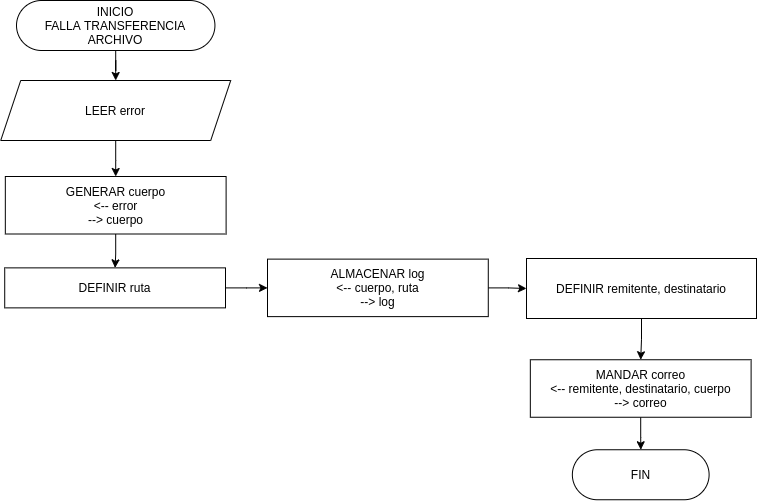 INICIO
FALLA TRANSFERENCIA
ARCHIVO
LEER error
GENERAR cuerpo
<-- error
--> cuerpo
DEFINIR ruta
ALMACENAR log
<-- cuerpo, ruta
--> log
DEFINIR remitente, destinatario
MANDAR correo
<-- remitente, destinatario, cuerpo
--> correo
FIN